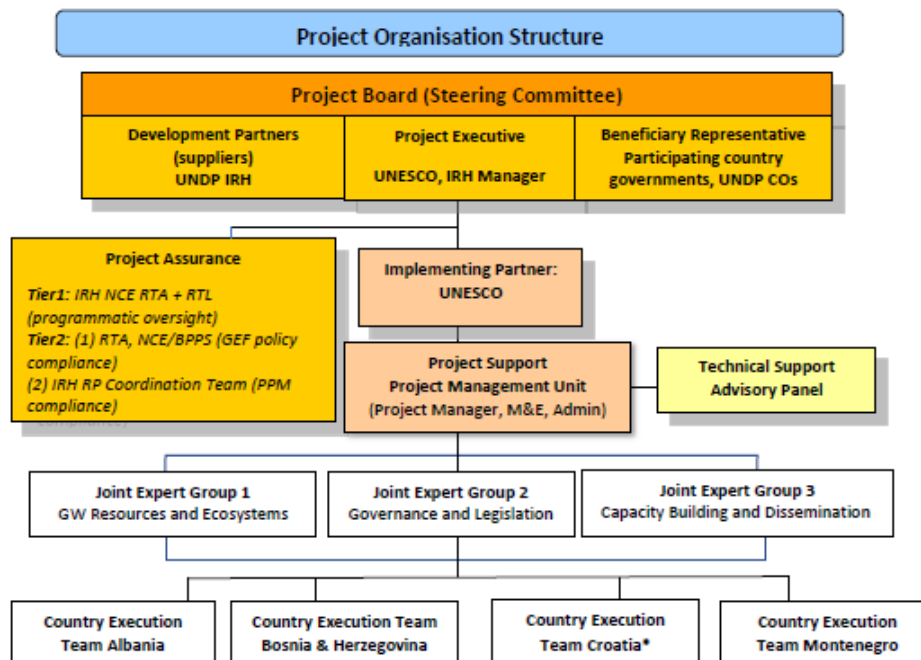 Project Organisation Structure
Project Board (Steering Committee)
Development Partners
(suppliers)
UNDP IRH
Project Executive
UNESCO, IRH Manager
Beneficiary Representative
Participating country
governments, UNDP COs
Project Assurance
Tier1: IRH NCE RTA + RTL
(programmatic oversight)
Tier2: (1) RTA, NCE/BPPS (GEF policy
compliance)
(2) IRH RP Coordination Team (PPM
compliance)
Implementing Partner:
UNESCO
Project Support
Project Management Unit
(Project Manager, M&E, Admin)
Technical Support
Advisory Panel
Joint Expert Group 1
GW Resources and Ecosystems
Joint Expert Group 2
Governance and Legislation
Joint Expert Group 3
Capacity Building and Dissemination
Country Execution
Team Albania
Country Execution Team
Bosnia & Herzegovina
Country Execution
Team Croatia*
Country Execution
Team Montenegro